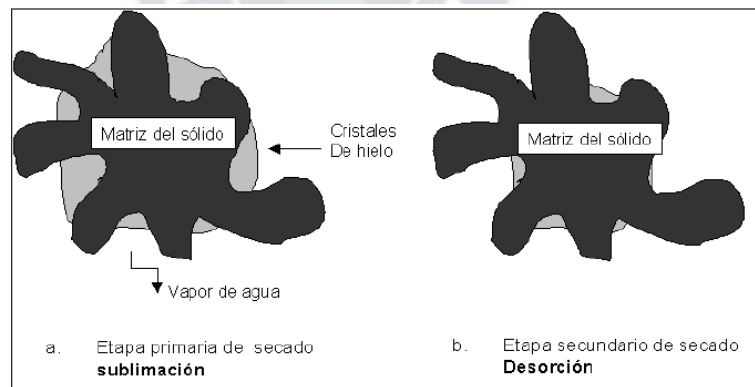 Matriz del sólido
Cristales
De hielo
Vapor de agua
a. Etapa primaria de secado
sublimación
Matriz del sólido
b. Etapa secundario de secado
Desorción